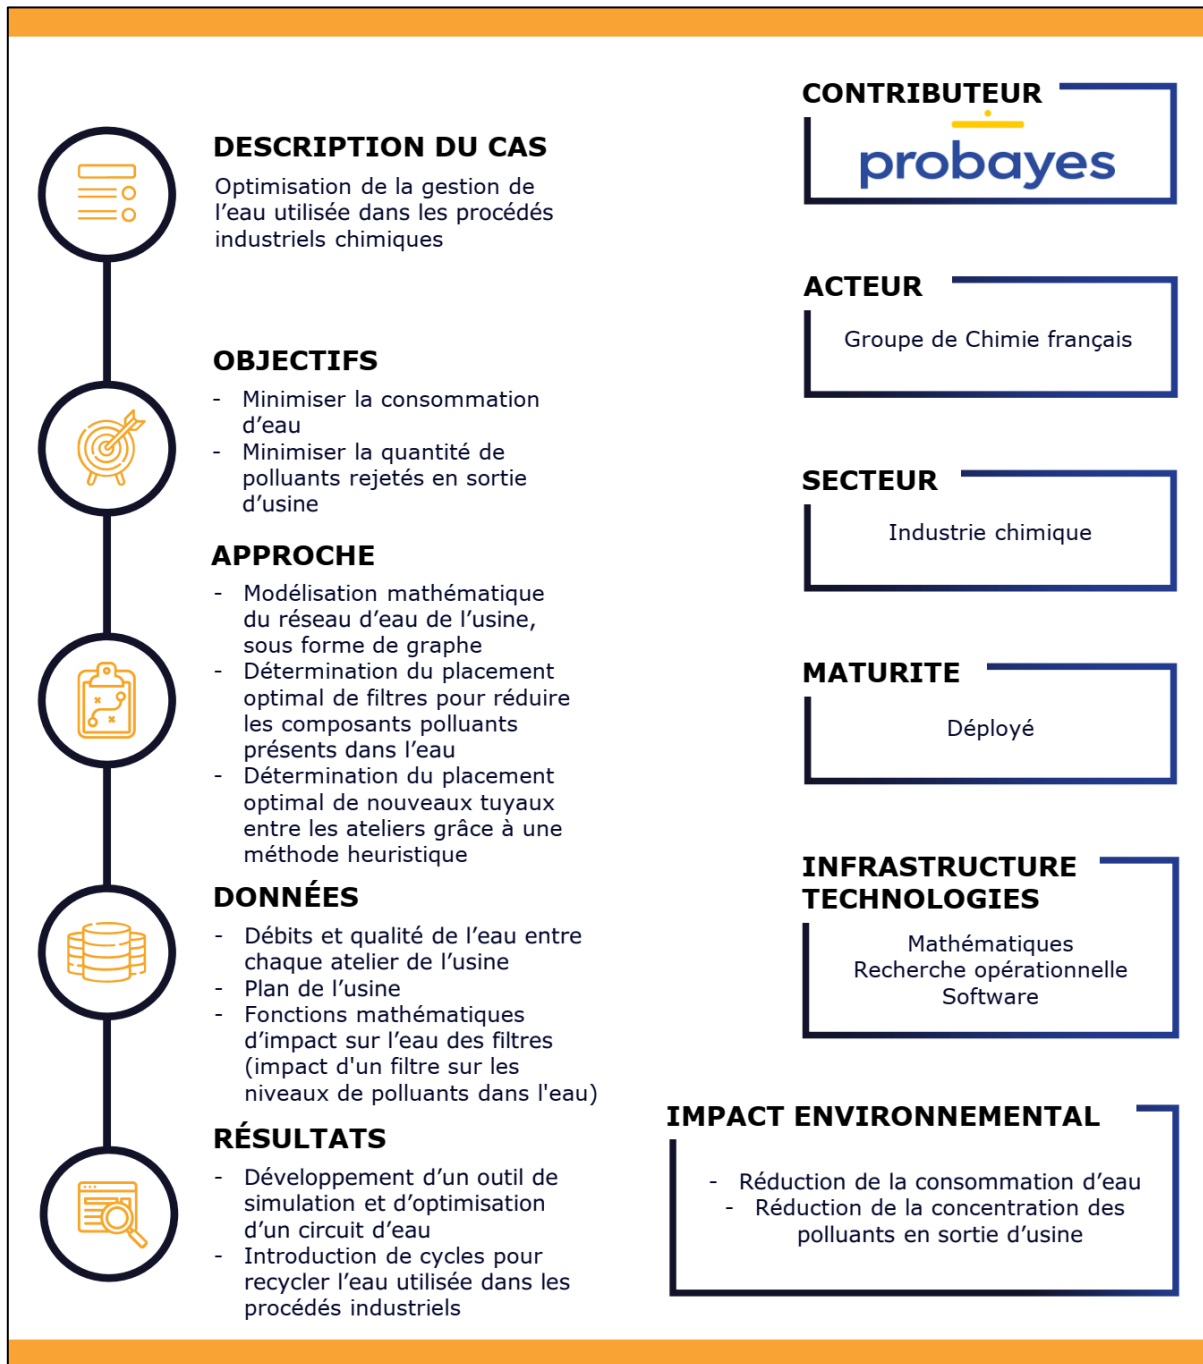 DESCRIPTION DU CAS
Optimisation de la gestion de
l’eau utilisée dans les procédés
industriels chimiques
OBJECTIFS
- Minimiser la consommation
d’eau
- Minimiser la quantité de
polluants rejetés en sortie
d’usine
APPROCHE
- Modélisation mathématique
du réseau d’eau de l’usine,
sous forme de graphe
- Détermination du placement
optimal de filtres pour réduire
les composants polluants
présents dans l’eau
- Détermination du placement
optimal de nouveaux tuyaux
entre les ateliers grâce à une
méthode heuristique
DONNÉES
- Débits et qualité de l’eau entre
chaque atelier de l’usine
- Plan de l’usine
- Fonctions mathématiques
d’impact sur l’eau des filtres
(impact d'un filtre sur les
niveaux de polluants dans l'eau)
RÉSULTATS
- Développement d’un outil de
simulation et d’optimisation
d’un circuit d’eau
- Introduction de cycles pour
recycler l’eau utilisée dans les
procédés industriels
CONTRIBUTEUR
probayes
ACTEUR
Groupe de Chimie français
SECTEUR
Industrie chimique
MATURITE
Déployé
INFRASTRUCTURE
TECHNOLOGIES
Mathématiques
Recherche opérationnelle
Software
IMPACT ENVIRONNEMENTAL
- Réduction de la consommation d’eau
- Réduction de la concentration des
polluants en sortie d’usine